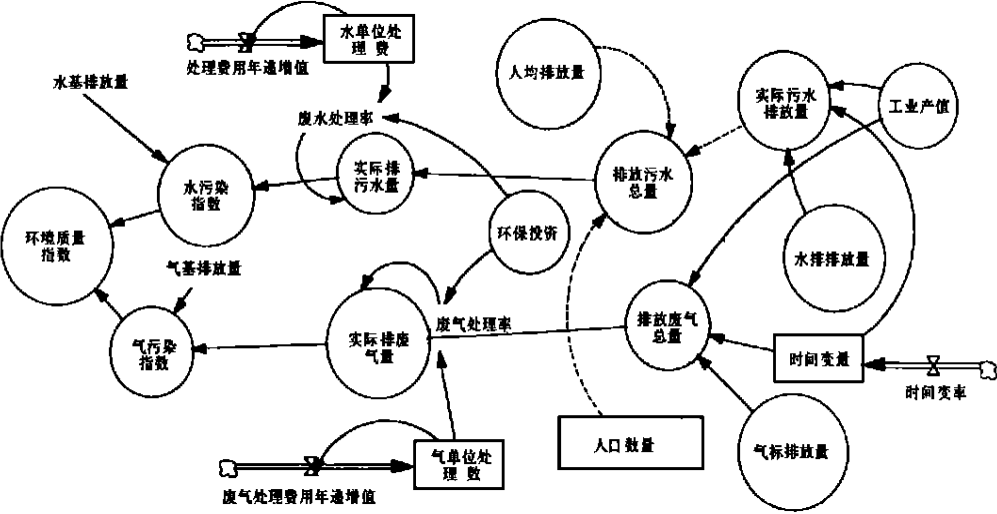 水单位处
理 费
处理费用年递增值
水基排放量
人均排放量
实际污水
排放量
工业产值
废水处理率
实际排
污水量
排放污水
总量
水污染
指数
环境质量
指数
环保投资
水排排放量
气基排放量
排放废气
总量
废气处理率
实际排废
气量
气污染
指数
时间变量
时间变率
人口数量
气标排放量
气单位处
理 数
废气处理费用年递增值